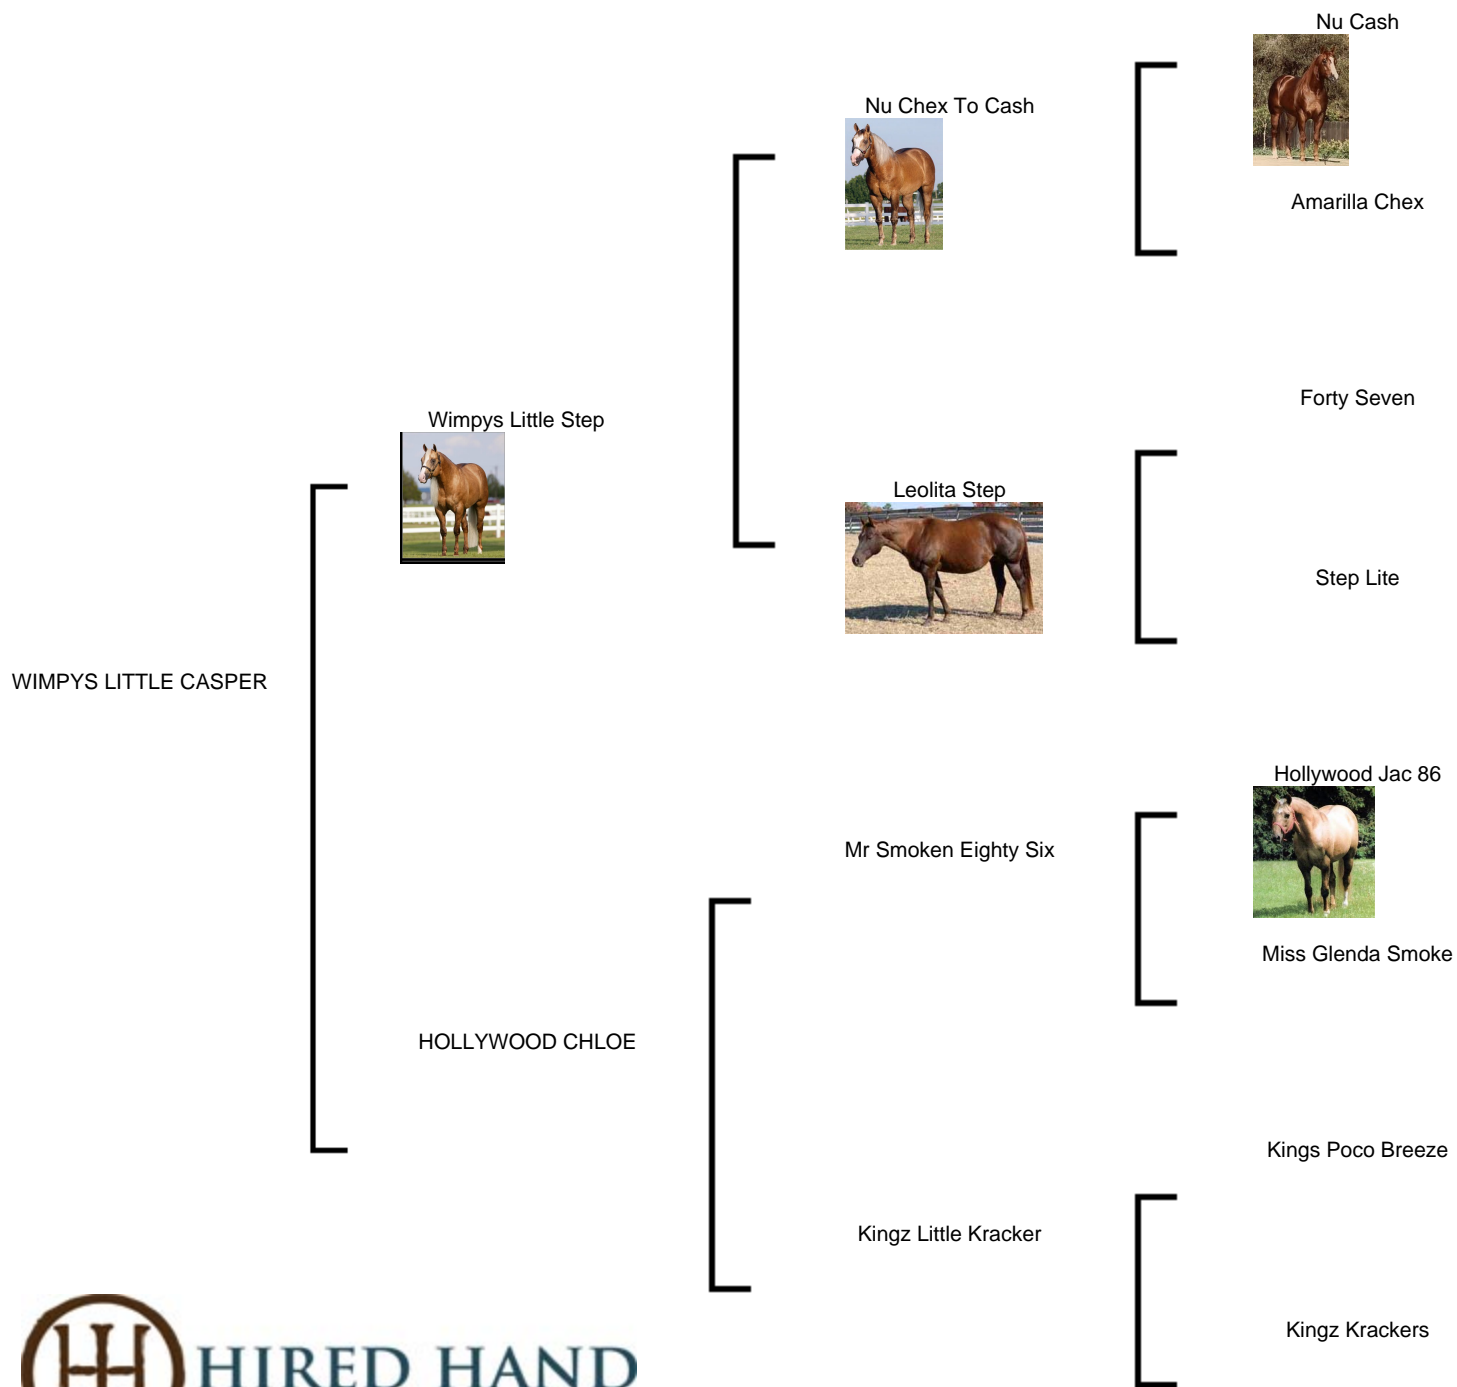 Nu Cash
Nu Chex To Cash
Amarilla Chex
Forty Seven
Wimpys Little Step
Leolita Step
Step Lite
WIMPYS LITTLE CASPER
Hollywood Jac 86
Mr Smoken Eighty Six
Miss Glenda Smoke
HOLLYWOOD CHLOE
Kings Poco Breeze
Kingz Little Kracker
Kingz Krackers
HIRED HAND